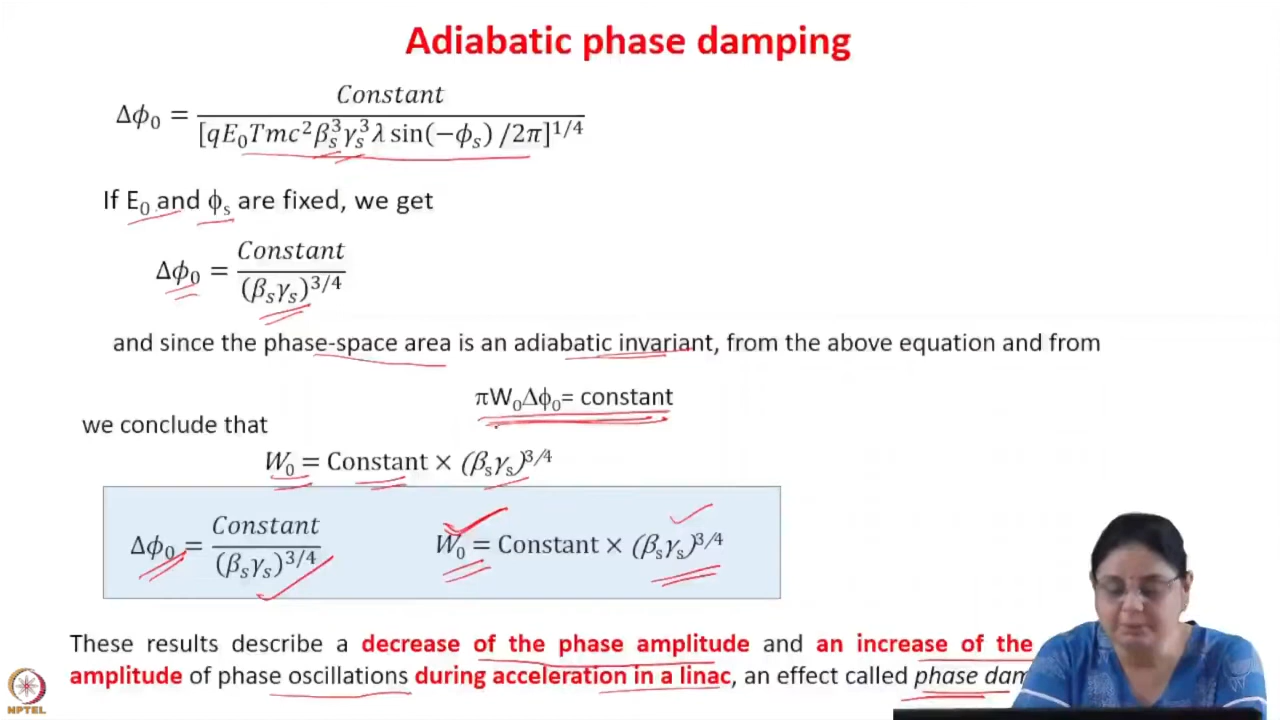 Adiabatic phase damping
Δϕ₀ = Constant / [qE₀Tmc²βₛ³γₛ³λ sin(−ϕₛ) /2π]^1/4
If E₀ and ϕₛ are fixed, we get
Δϕ₀ = Constant / (βₛγₛ)^3/4
and since the phase-space area is an adiabatic invariant, from the above equation and from
πW₀Δϕ₀= constant
we conclude that
W₀ = Constant × (βₛγₛ)^3/4
Δϕ₀ = Constant / (βₛγₛ)^3/4 W₀ = Constant × (βₛγₛ)^3/4
These results describe a decrease of the phase amplitude and an increase of the
amplitude of phase oscillations during acceleration in a linac, an effect called phase
NPTEL